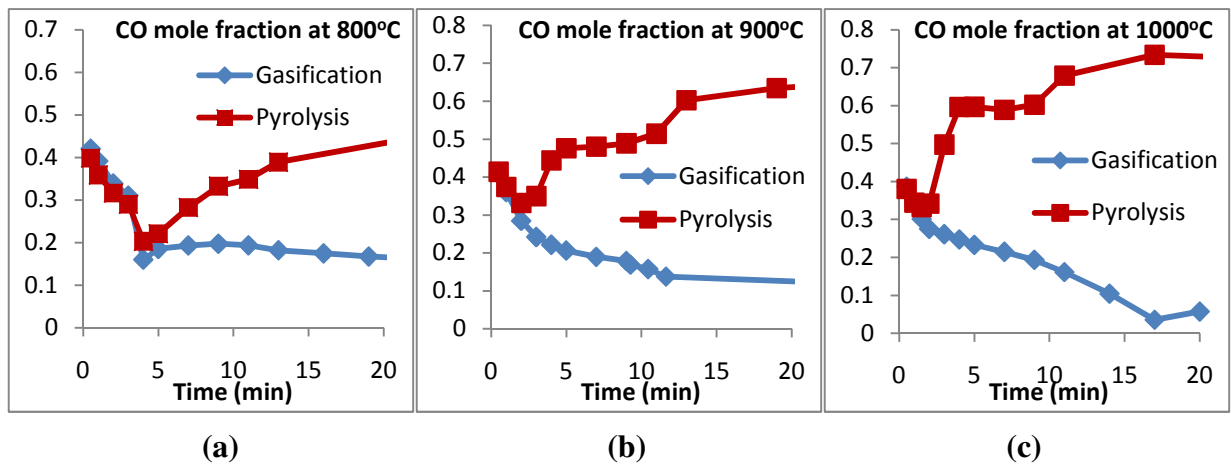 CO mole fraction at 800ᵒC
0.7
0.6
0.5
0.4
0.3
0.2
0.1
0
Gasification
Pyrolysis
0 5 10 15 20
Time (min)
(a)
CO mole fraction at 900ᵒC
0.8
0.7
0.6
0.5
0.4
0.3
0.2
0.1
0
Gasification
Pyrolysis
0 5 10 15 20
Time (min)
(b)
CO mole fraction at 1000ᵒC
0.8
0.7
0.6
0.5
0.4
0.3
0.2
0.1
0
Gasification
Pyrolysis
0 5 10 15 20
Time (min)
(c)